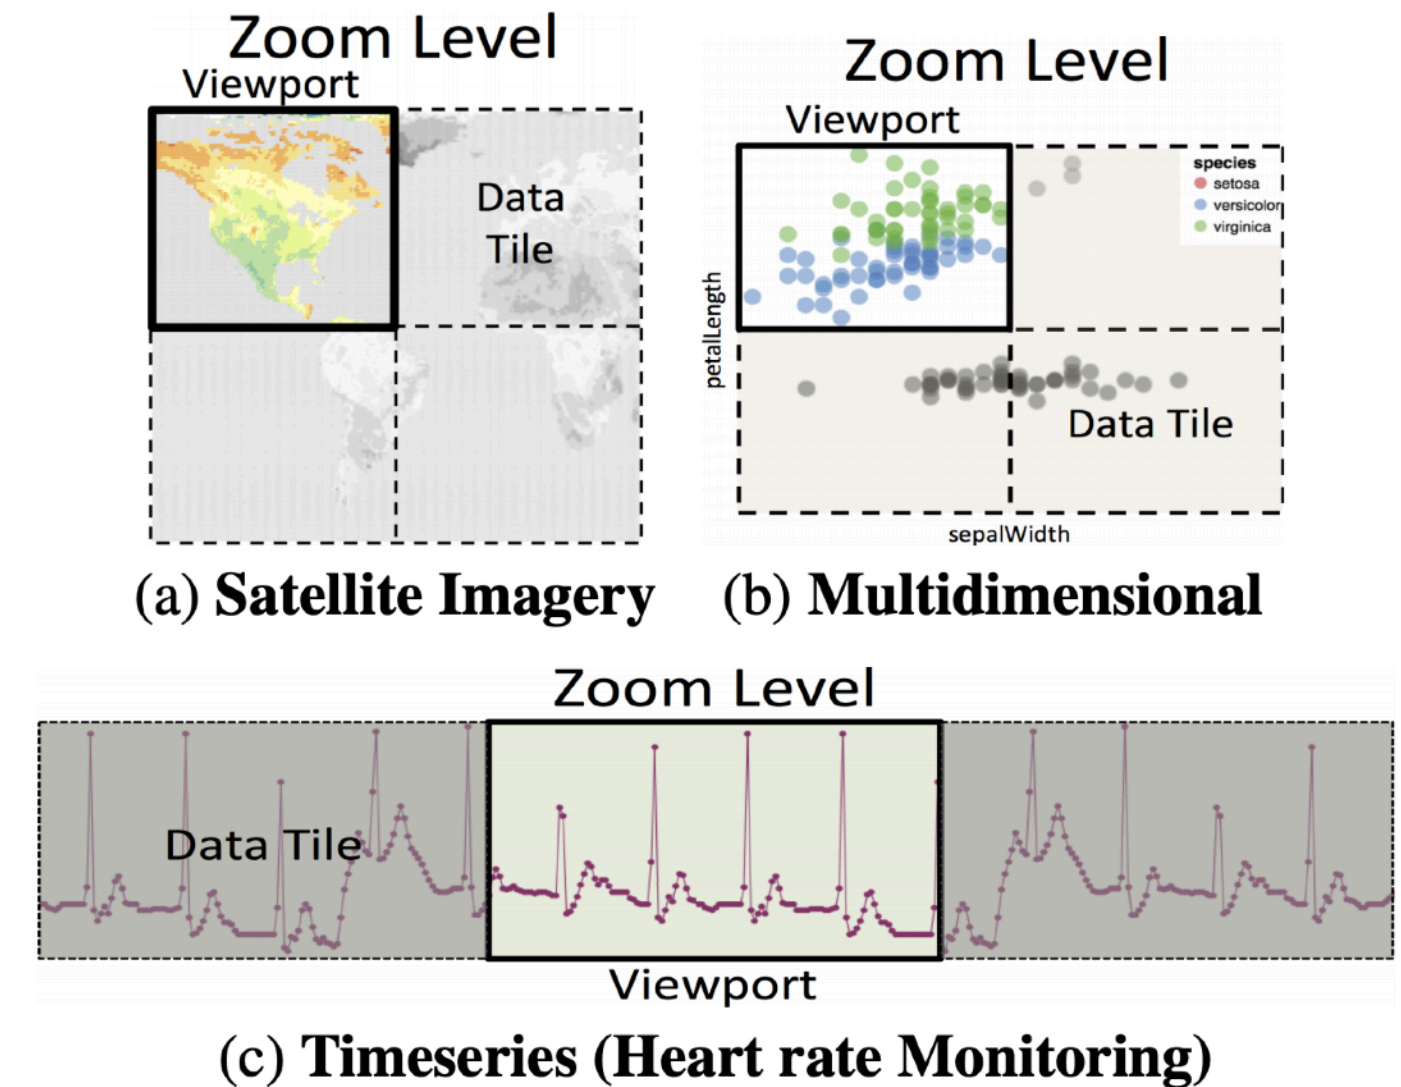 Zoom Level
Viewport
Data
Tile
(a) Satellite Imagery
Zoom Level
Viewport
species
setosa
versicolor
virginica
petalLength
Data Tile
sepalWidth
(b) Multidimensional
Zoom Level
Data Tile
Viewport
(c) Timeseries (Heart rate Monitoring)